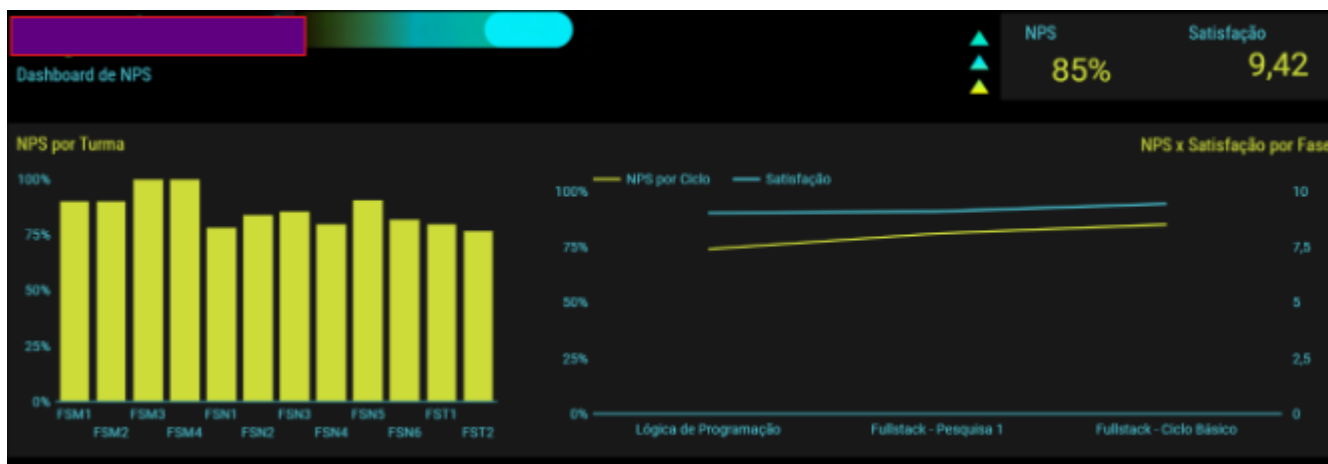 NPS
Satisfação
Dashboard de NPS
85%
9,42
NPS por Turma
100%
75%
50%
25%
0%
FSM1
FSM2
FSM3
FSM4
FSN1
FSN2
FSN3
FSN4
FSN5
FSN6
FST1
FST2
NPS x Satisfação por Fase
NPS por Ciclo
Satisfação
100%
75%
50%
25%
0%
10
7,5
5
2,5
0
Lógica de Programação
Fullstack - Pesquisa 1
Fullstack - Ciclo Básico